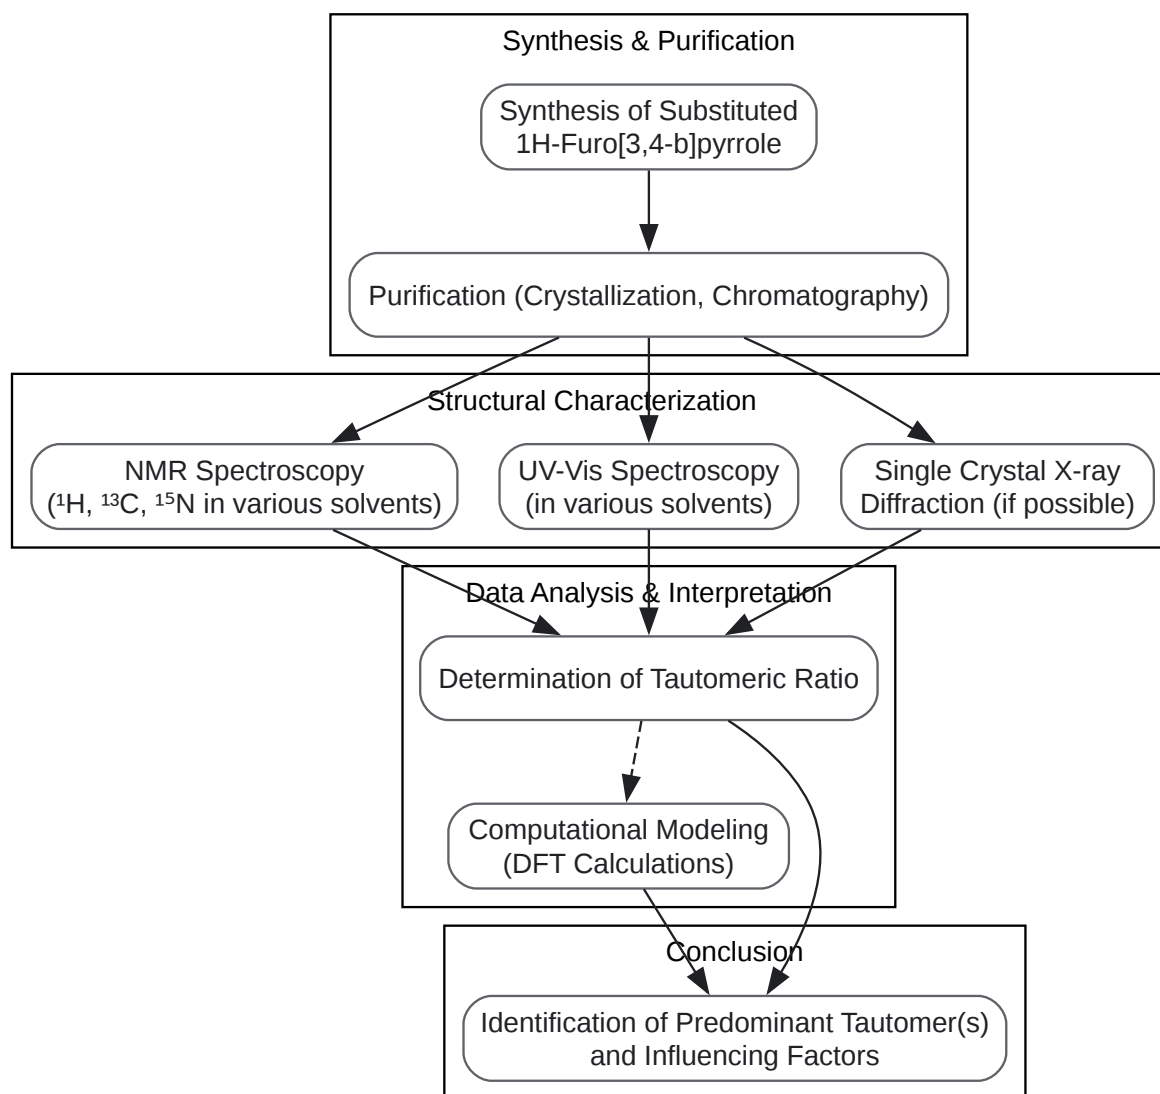 Synthesis & Purification
Synthesis of Substituted
1H-Furo[3,4-b]pyrrole
Purification (Crystallization, Chromatography)
Structural Characterization
NMR Spectroscopy
(¹H, ¹³C, ¹⁵N in various solvents)
UV-Vis Spectroscopy
(in various solvents)
Single Crystal X-ray
Diffraction (if possible)
Data Analysis & Interpretation
Determination of Tautomeric Ratio
Computational Modeling
(DFT Calculations)
Conclusion
Identification of Predominant Tautomer(s)
and Influencing Factors